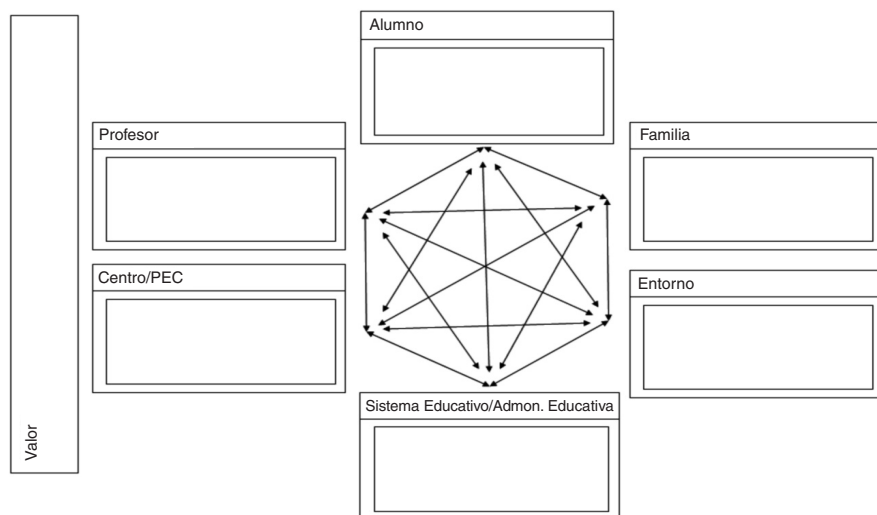 Alumno
Profesor
Familia
Centro/PEC
Entorno
Sistema Educativo/Admon. Educativa
Valor